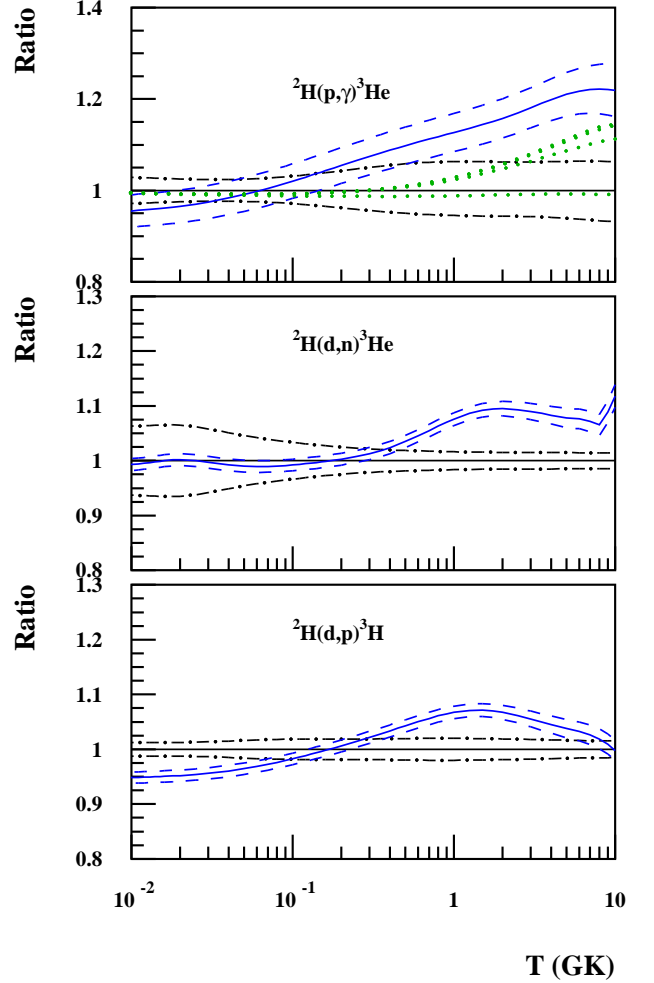 Ratio
1.4
1.2
1
0.8
²H(p,γ)³He
Ratio
1.3
1.2
1.1
1
0.9
0.8
²H(d,n)³He
Ratio
1.3
1.2
1.1
1
0.9
0.8
²H(d,p)³H
10⁻² 10⁻¹ 1 10
T (GK)